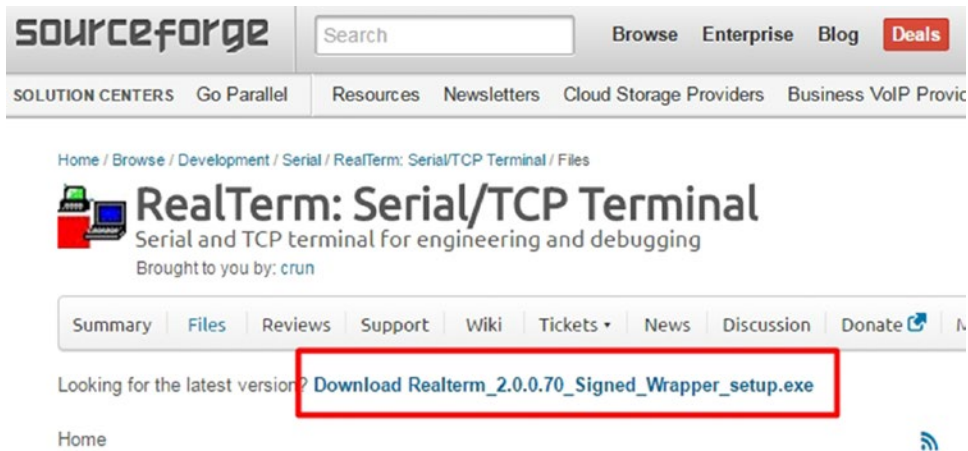 sourceforge
Search
Browse Enterprise Blog Deals
SOLUTION CENTERS Go Parallel Resources Newsletters Cloud Storage Providers Business VoIP Provid
Home / Browse / Development / Serial / RealTerm: Serial/TCP Terminal / Files
RealTerm: Serial/TCP Terminal
Serial and TCP terminal for engineering and debugging
Brought to you by: crun
Summary Files Reviews Support Wiki Tickets News Discussion Donate
Looking for the latest version? Download Realterm_2.0.0.70_Signed_Wrapper_setup.exe
Home